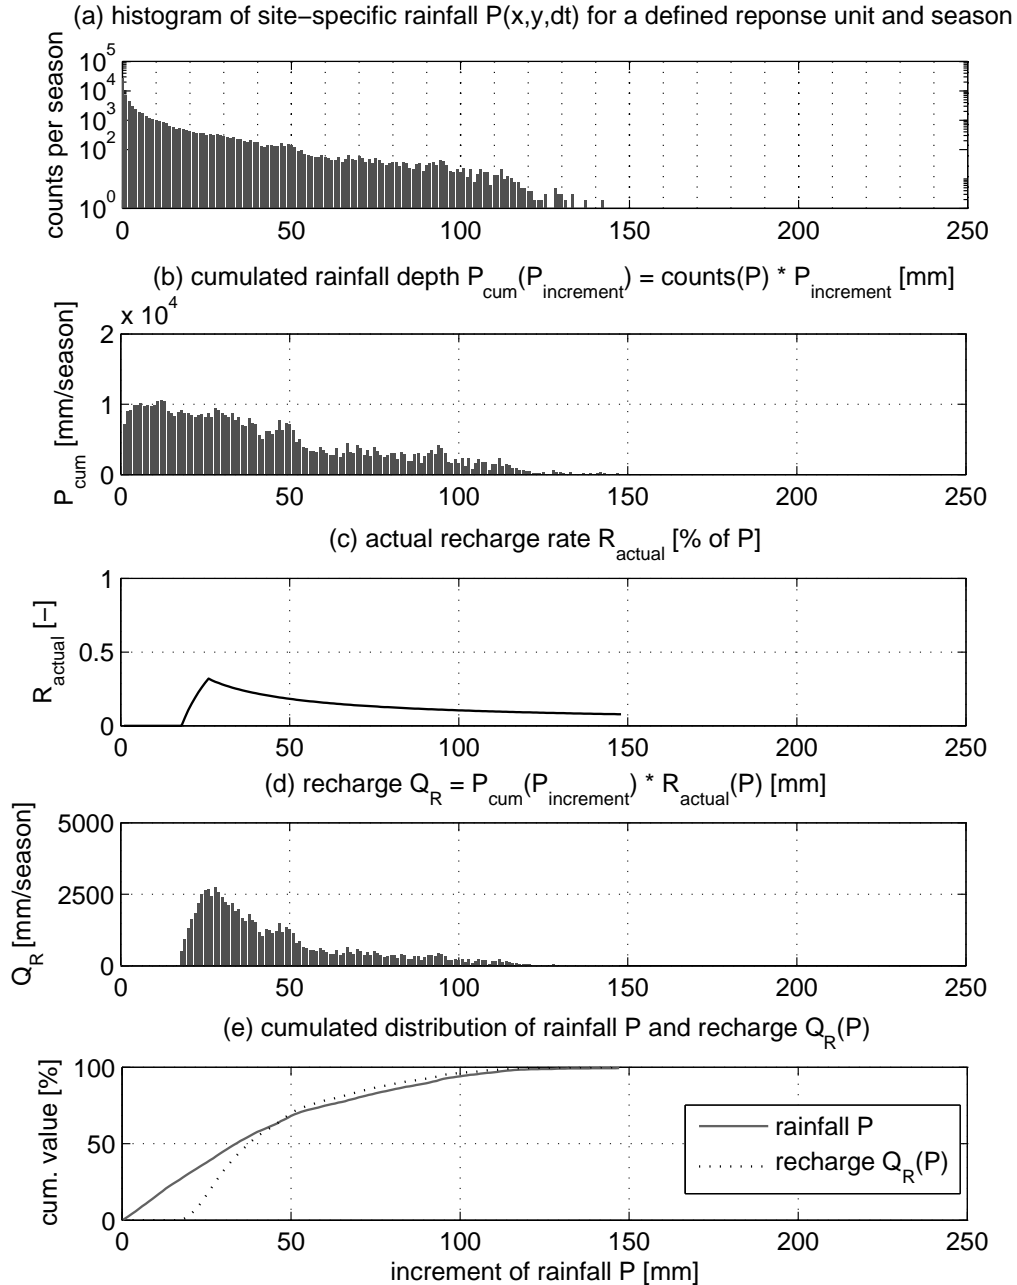 (a) histogram of site−specific rainfall P(x,y,dt) for a defined reponse unit and season
counts per season
10^5
10^4
10^3
10^2
10^0
0 50 100 150 200 250
(b) cumulated rainfall depth P_cum(P_increment) = counts(P) * P_increment [mm]
x 10^4
P_cum [mm/season]
2
1
0
0 50 100 150 200 250
(c) actual recharge rate R_actual [% of P]
R_actual [−]
1
0.5
0
0 50 100 150 200 250
(d) recharge Q_R = P_cum(P_increment) * R_actual(P) [mm]
Q_R [mm/season]
5000
2500
0
0 50 100 150 200 250
(e) cumulated distribution of rainfall P and recharge Q_R(P)
cum. value [%]
100
50
0
rainfall P
recharge Q_R(P)
0 50 100 150 200 250
increment of rainfall P [mm]